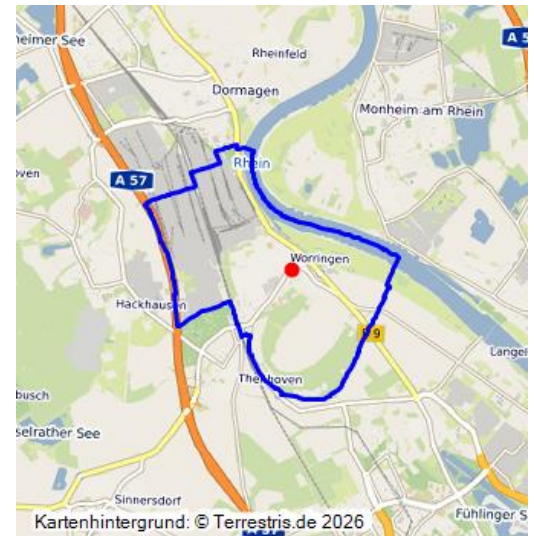 heimer See
Rheinfeld
A 5
Dormagen
Monheim am Rhein
Rhein
oven
A 57
Worringen
Hackhausen
9
Langel
Thenhoven
busch
selrather See
Sinnersdorf
Fühlinger S
Kartenhintergrund: © Terrestris.de 2026